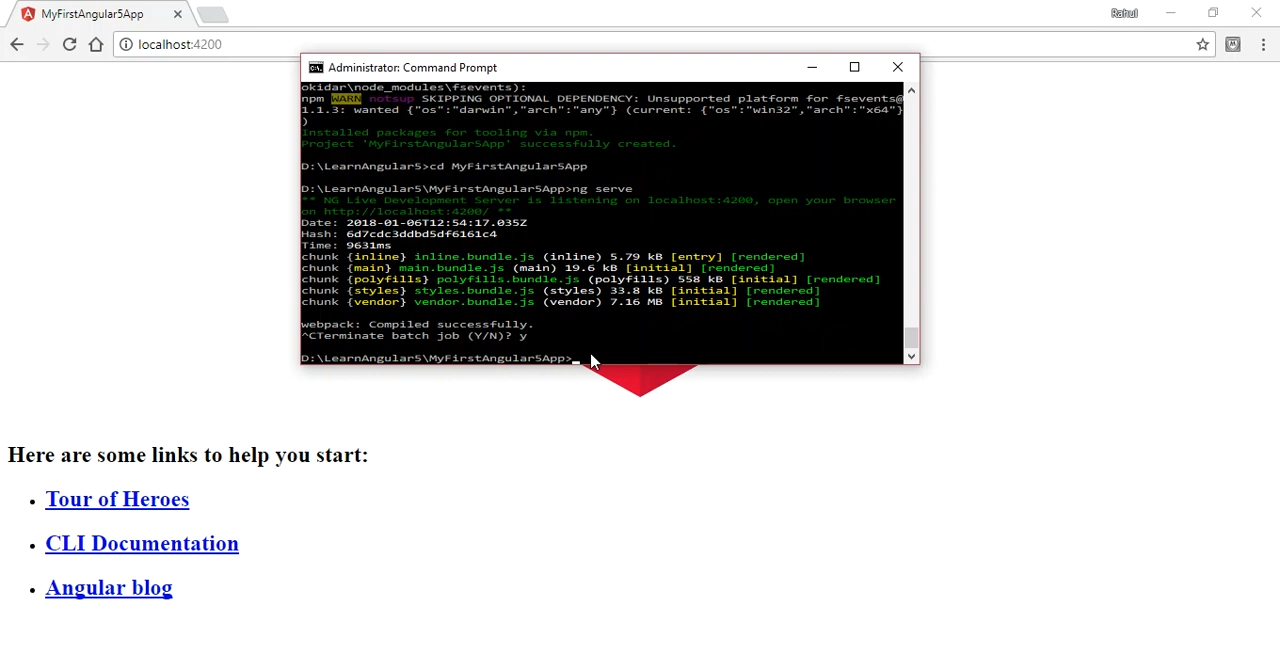 MyFirstAngular5App
Rahul
localhost:4200
Administrator: Command Prompt
okidar\node_modules\fsevents):
npm WARN notsup SKIPPING OPTIONAL DEPENDENCY: Unsupported platform for fsevents@
1.1.3: wanted {"os":"darwin","arch":"any"} (current: {"os":"win32","arch":"x64"}
)
Installed packages for tooling via npm.
Project 'MyFirstAngular5App' successfully created.
D:\LearnAngular5>cd MyFirstAngular5App
D:\LearnAngular5\MyFirstAngular5App>ng serve
** NG Live Development Server is listening on localhost:4200, open your browser
on http://localhost:4200/ **
Date: 2018-01-06T12:54:17.035Z
Hash: 6d7cdc3ddbd5df6161c4
Time: 9631ms
chunk {inline} inline.bundle.js (inline) 5.79 kB [entry] [rendered]
chunk {main} main.bundle.js (main) 19.6 kB [initial] [rendered]
chunk {polyfills} polyfills.bundle.js (polyfills) 558 kB [initial] [rendered]
chunk {styles} styles.bundle.js (styles) 33.8 kB [initial] [rendered]
chunk {vendor} vendor.bundle.js (vendor) 7.16 MB [initial] [rendered]
webpack: Compiled successfully.
^CTerminate batch job (Y/N)? y
D:\LearnAngular5\MyFirstAngular5App>_
Here are some links to help you start:
• Tour of Heroes
• CLI Documentation
• Angular blog